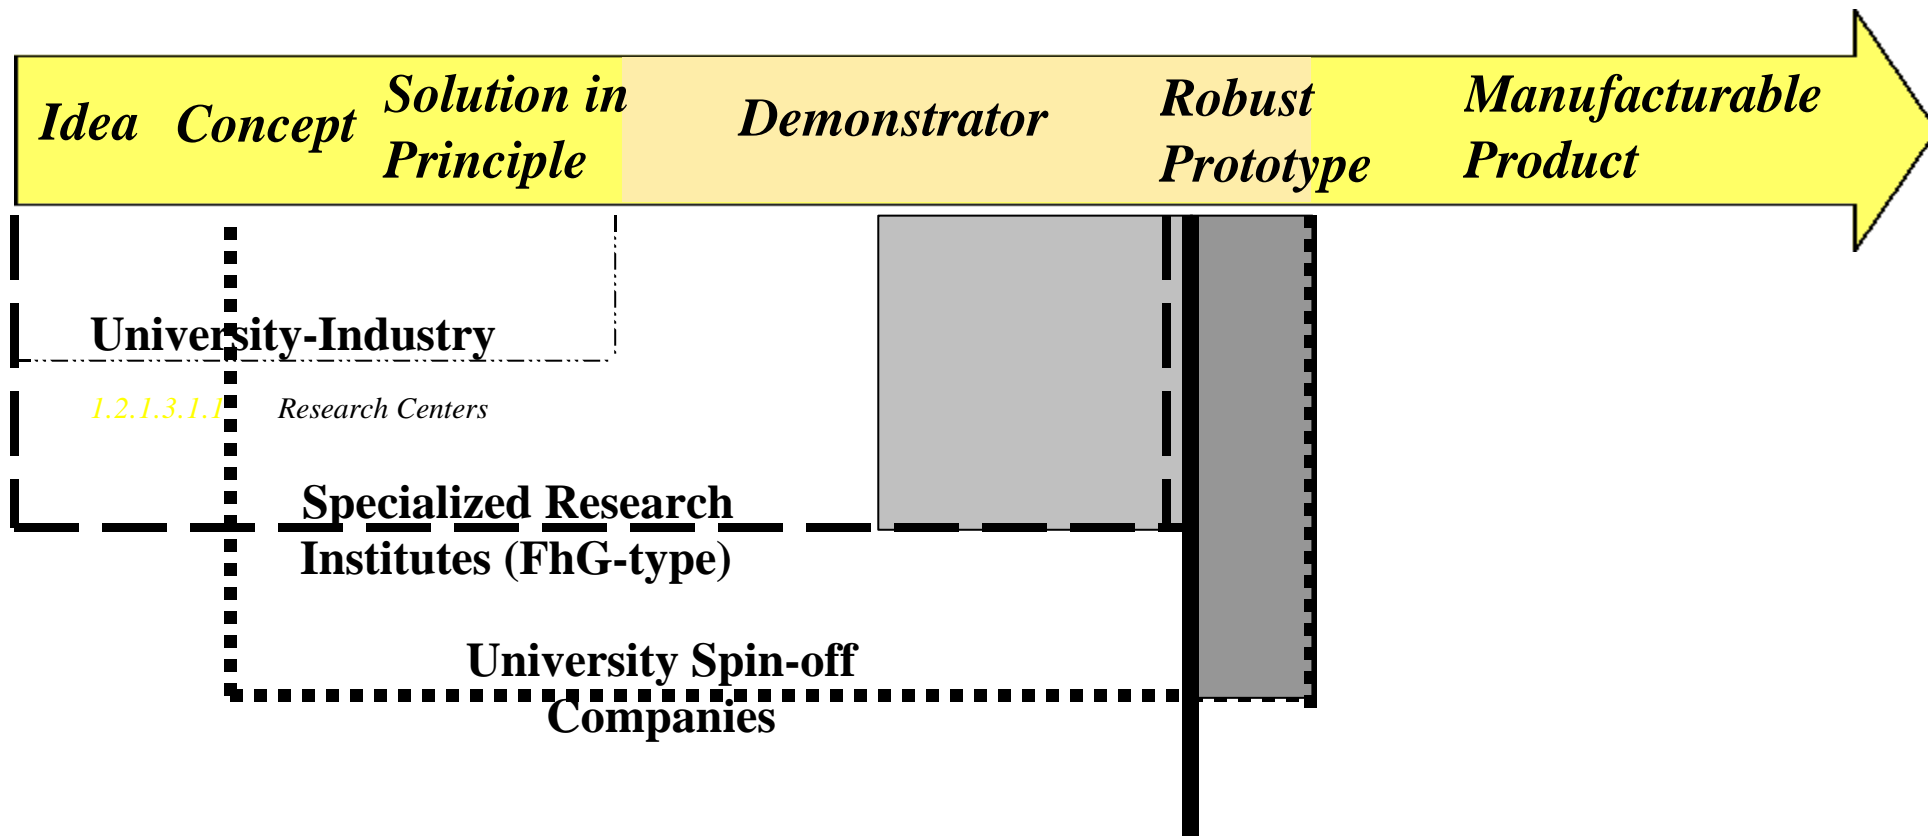 Idea
Concept
Solution in
Principle
Demonstrator
Robust
Prototype
Manufacturable
Product
University-Industry
1.2.1.3.1.1 Research Centers
Specialized Research
Institutes (FhG-type)
University Spin-off
Companies